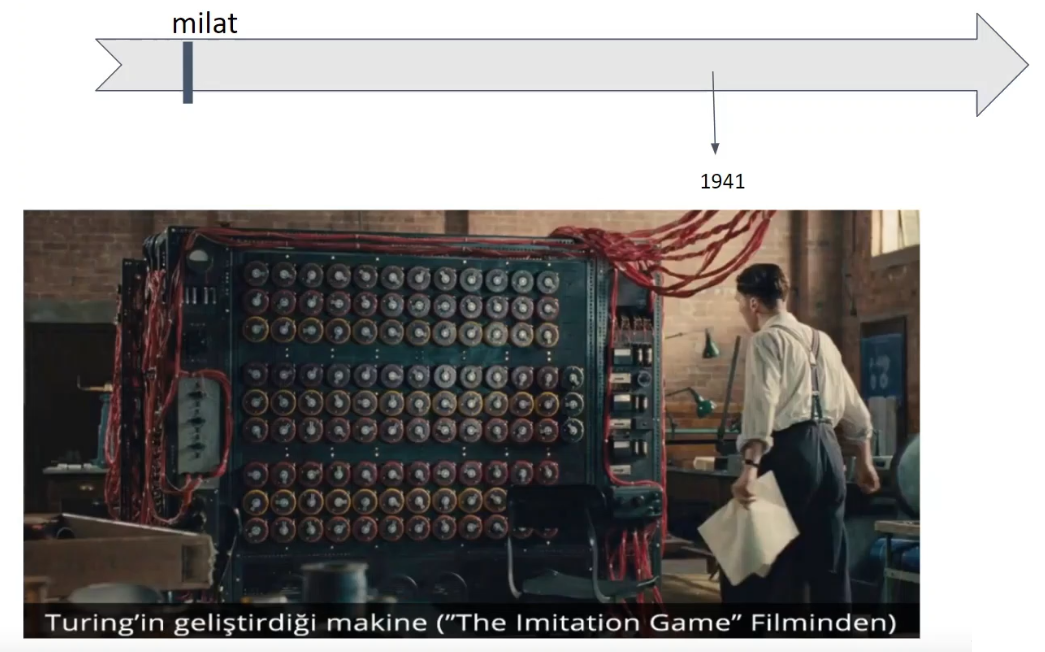 milat
1941
Turing’in geliştirdiği makine (”The Imitation Game” Filminden)